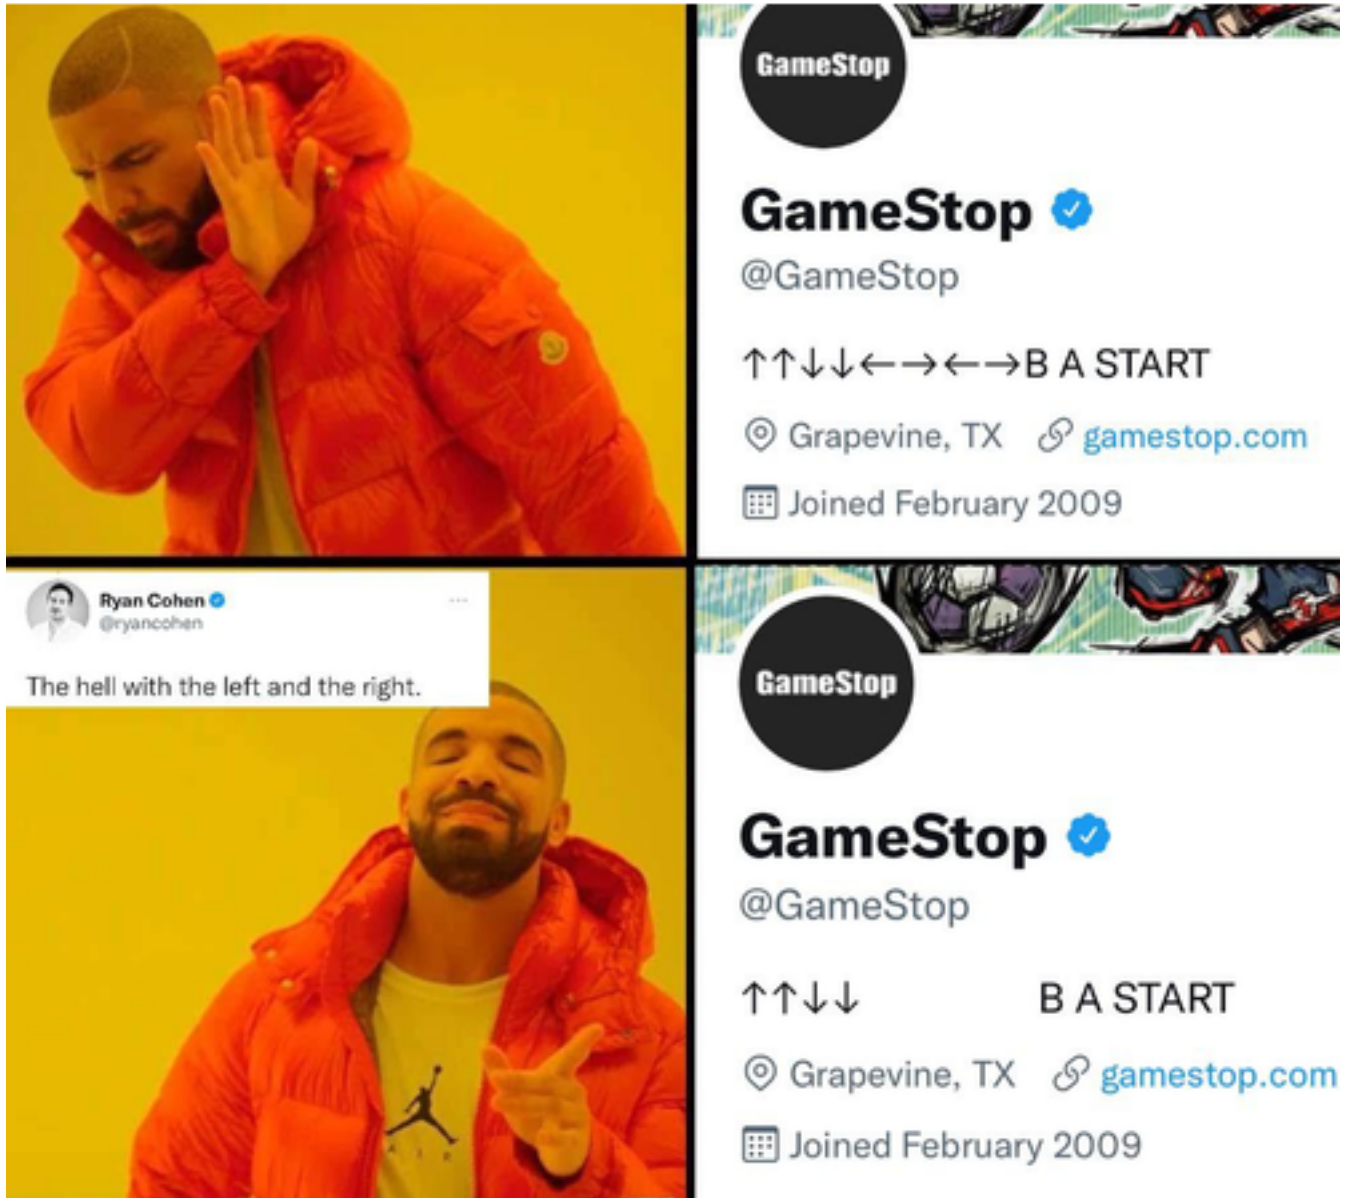 GameStop
GameStop
@GameStop
↑↑↓↓←→←→B A START
Grapevine, TX gamestop.com
Joined February 2009
Ryan Cohen
@ryancohen
The hell with the left and the right.
AIR
GameStop
GameStop
@GameStop
↑↑↓↓ B A START
Grapevine, TX gamestop.com
Joined February 2009